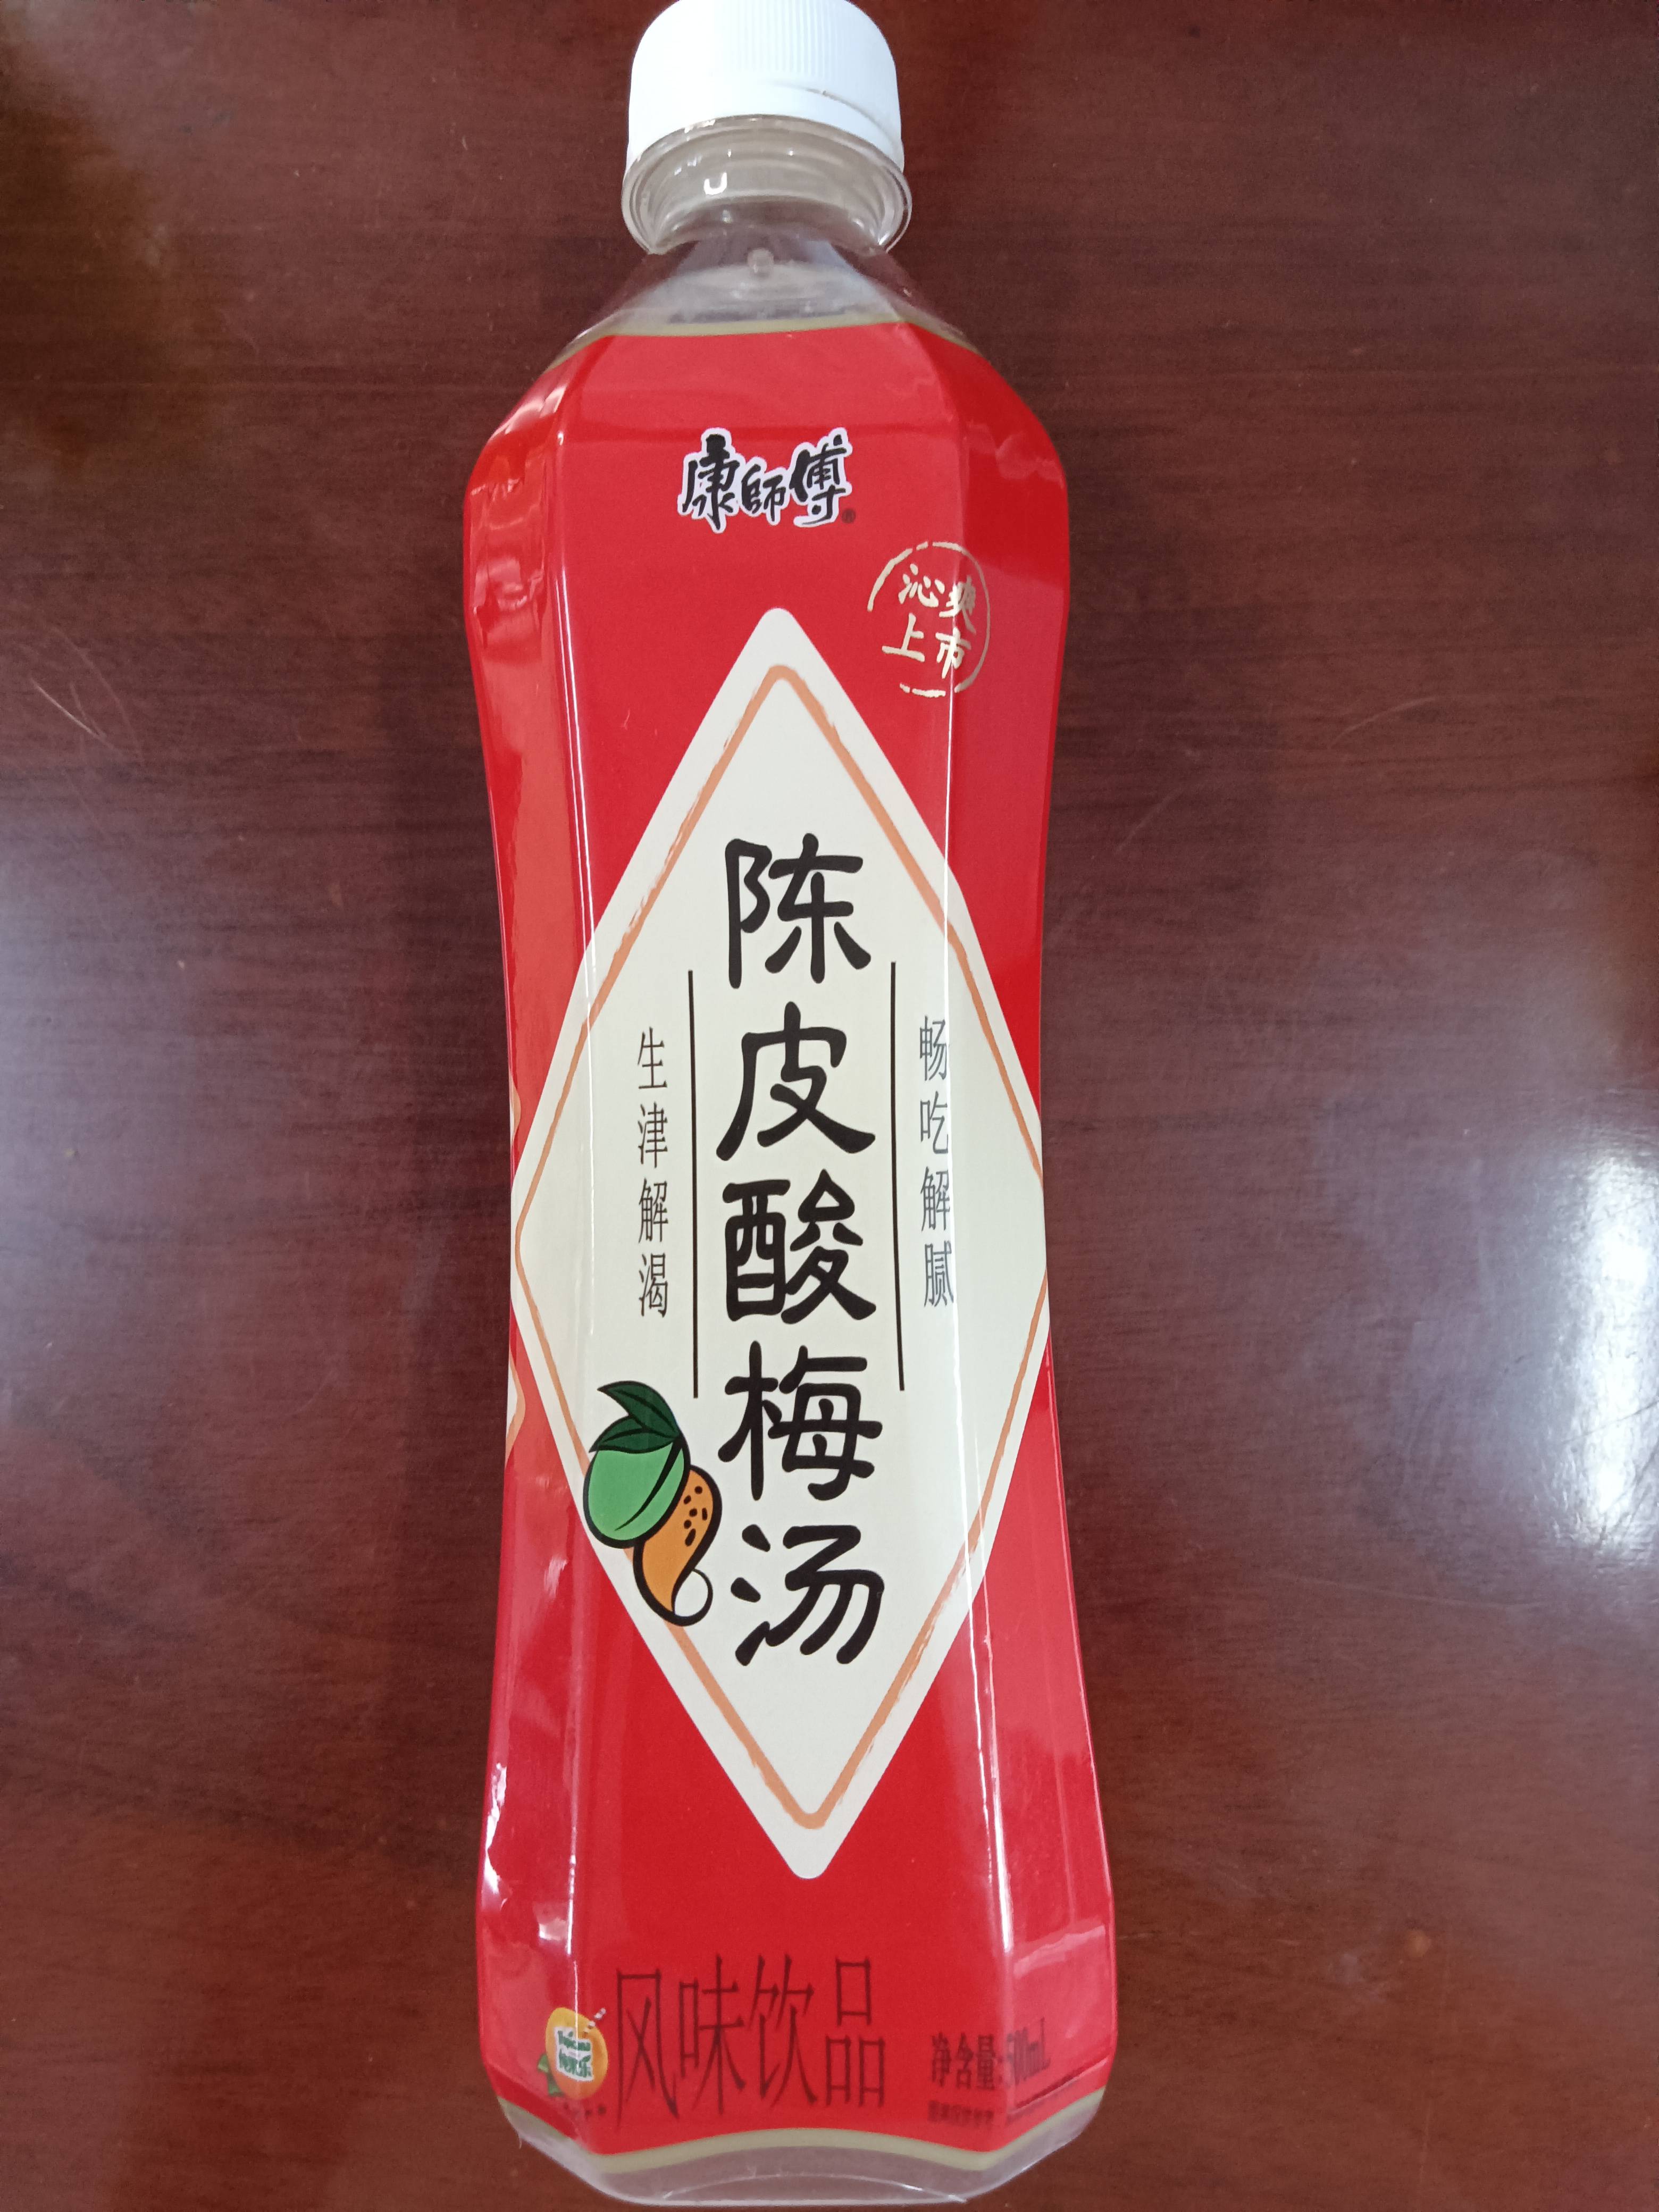 康師傅
沁爽
上市
陈皮酸梅汤
畅吃解腻
生津解渴
风味饮品
净含量:500mL